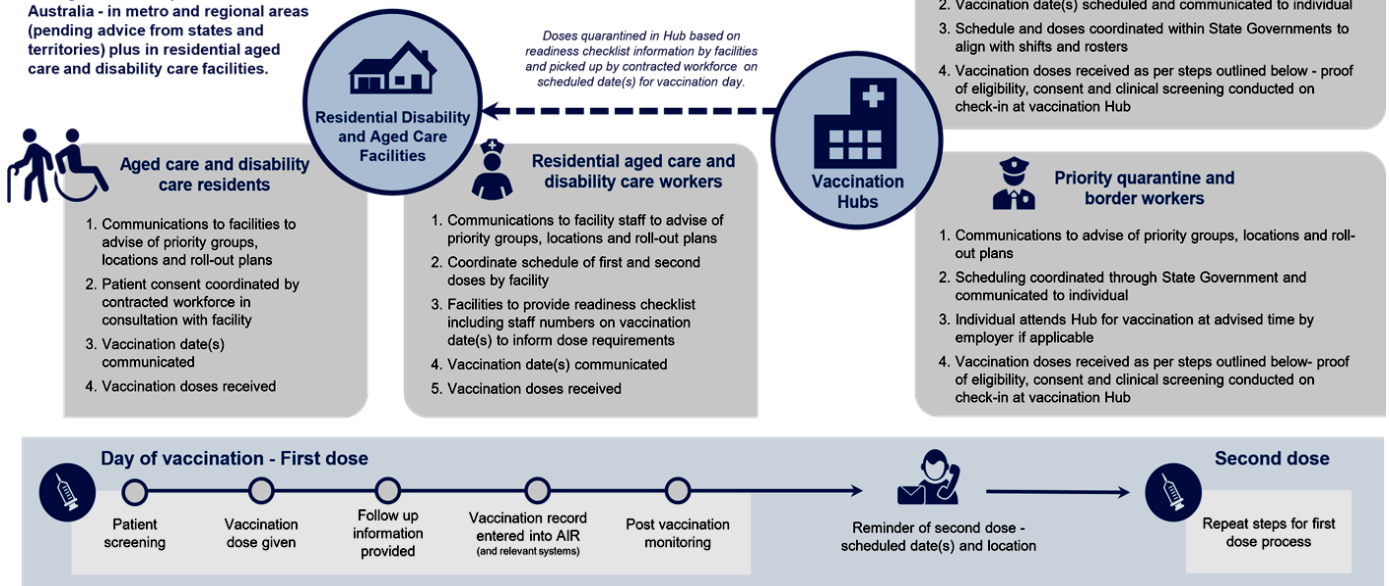 Australia - in metro and regional areas
(pending advice from states and
territories) plus in residential aged
care and disability care facilities.
Doses quarantined in Hub based on
readiness checklist information by facilities
and picked up by contracted workforce on
scheduled date(s) for vaccination day.
2. Vaccination date(s) scheduled and communicated to individual
3. Schedule and doses coordinated within State Governments to
align with shifts and rosters
4. Vaccination doses received as per steps outlined below - proof
of eligibility, consent and clinical screening conducted on
check-in at vaccination Hub
Residential Disability
and Aged Care
Facilities
Vaccination
Hubs
Aged care and disability
care residents
1. Communications to facilities to
advise of priority groups,
locations and roll-out plans
2. Patient consent coordinated by
contracted workforce in
consultation with facility
3. Vaccination date(s)
communicated
4. Vaccination doses received
Residential aged care and
disability care workers
1. Communications to facility staff to advise of
priority groups, locations and roll-out plans
2. Coordinate schedule of first and second
doses by facility
3. Facilities to provide readiness checklist
including staff numbers on vaccination
date(s) to inform dose requirements
4. Vaccination date(s) communicated
5. Vaccination doses received
Priority quarantine and
border workers
1. Communications to advise of priority groups, locations and roll-
out plans
2. Scheduling coordinated through State Government and
communicated to individual
3. Individual attends Hub for vaccination at advised time by
employer if applicable
4. Vaccination doses received as per steps outlined below- proof
of eligibility, consent and clinical screening conducted on
check-in at vaccination Hub
Day of vaccination - First dose
Patient
screening
Vaccination
dose given
Follow up
information
provided
Vaccination record
entered into AIR
(and relevant systems)
Post vaccination
monitoring
Reminder of second dose -
scheduled date(s) and location
Second dose
Repeat steps for first
dose process